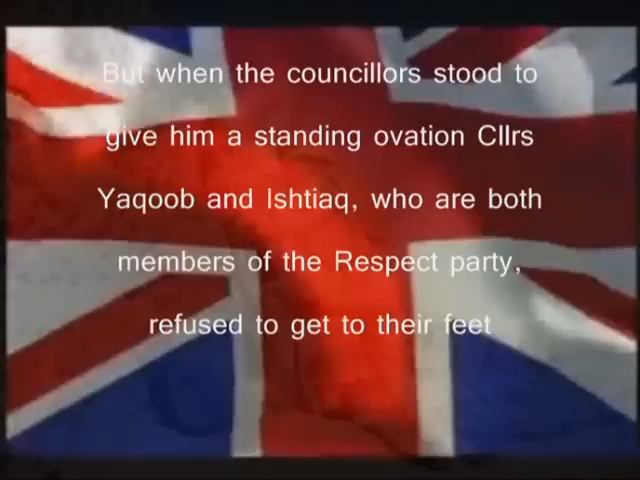 But when the councillors stood to
give him a standing ovation Cllrs
Yaqoob and Ishtiaq, who are both
members of the Respect party,
refused to get to their feet